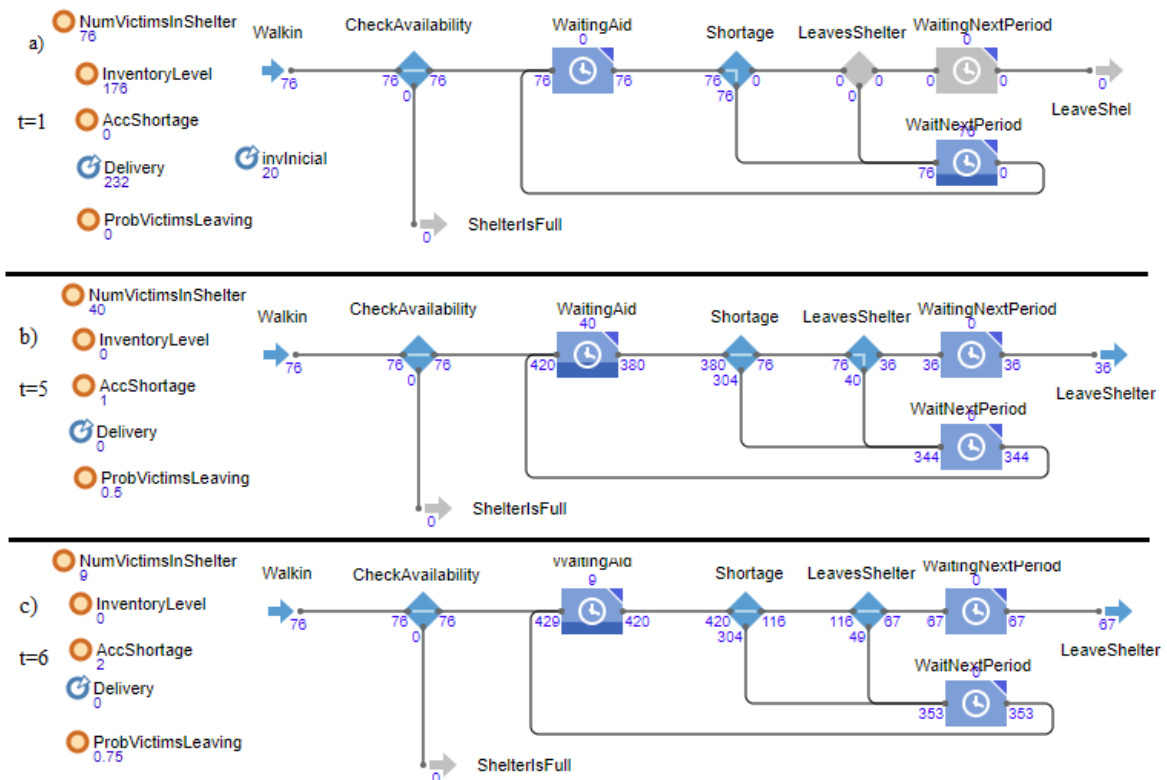 a)
t=1
NumVictimsInShelter
76
InventoryLevel
176
AccShortage
0
Delivery
232
invInicial
20
ProbVictimsLeaving
0
Walkin
76
CheckAvailability
76 76
0
ShelterIsFull
0
WaitingAid
0
76 76
Shortage
76 0
76
LeavesShelter
0 0
0
WaitingNextPeriod
0
0 0
LeaveShel
0
WaitNextPeriod
76
76 0
b)
t=5
NumVictimsInShelter
40
InventoryLevel
0
AccShortage
1
Delivery
0
ProbVictimsLeaving
0.5
Walkin
76
CheckAvailability
76 76
0
ShelterIsFull
0
WaitingAid
40
420 380
Shortage
380 76
304
LeavesShelter
76 36
40
WaitingNextPeriod
0
36 36
36
LeaveShelter
WaitNextPeriod
0
344 344
c)
t=6
NumVictimsInShelter
9
InventoryLevel
0
AccShortage
2
Delivery
0
ProbVictimsLeaving
0.75
Walkin
76
CheckAvailability
76 76
0
ShelterIsFull
0
WaitingAid
9
429 420
Shortage
420 116
304
LeavesShelter
116 67
49
WaitingNextPeriod
0
67 67
67
LeaveShelter
WaitNextPeriod
0
353 353